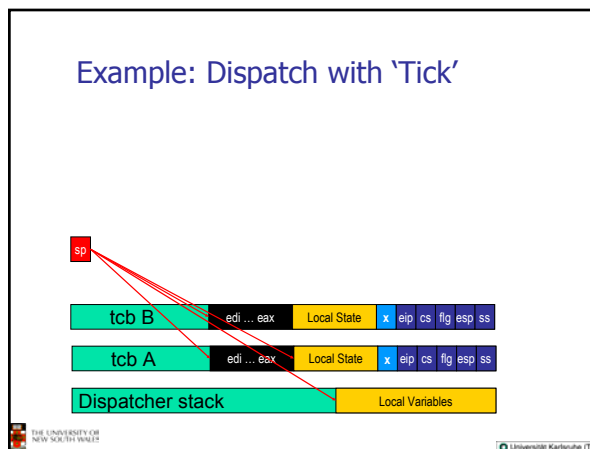 Example: Dispatch with ‘Tick’
sp
tcb B edi … eax Local State x eip cs flg esp ss
tcb A edi … eax Local State x eip cs flg esp ss
Dispatcher stack Local Variables
THE UNIVERSITY OF
NEW SOUTH WALES
Universität Karlsruhe (T